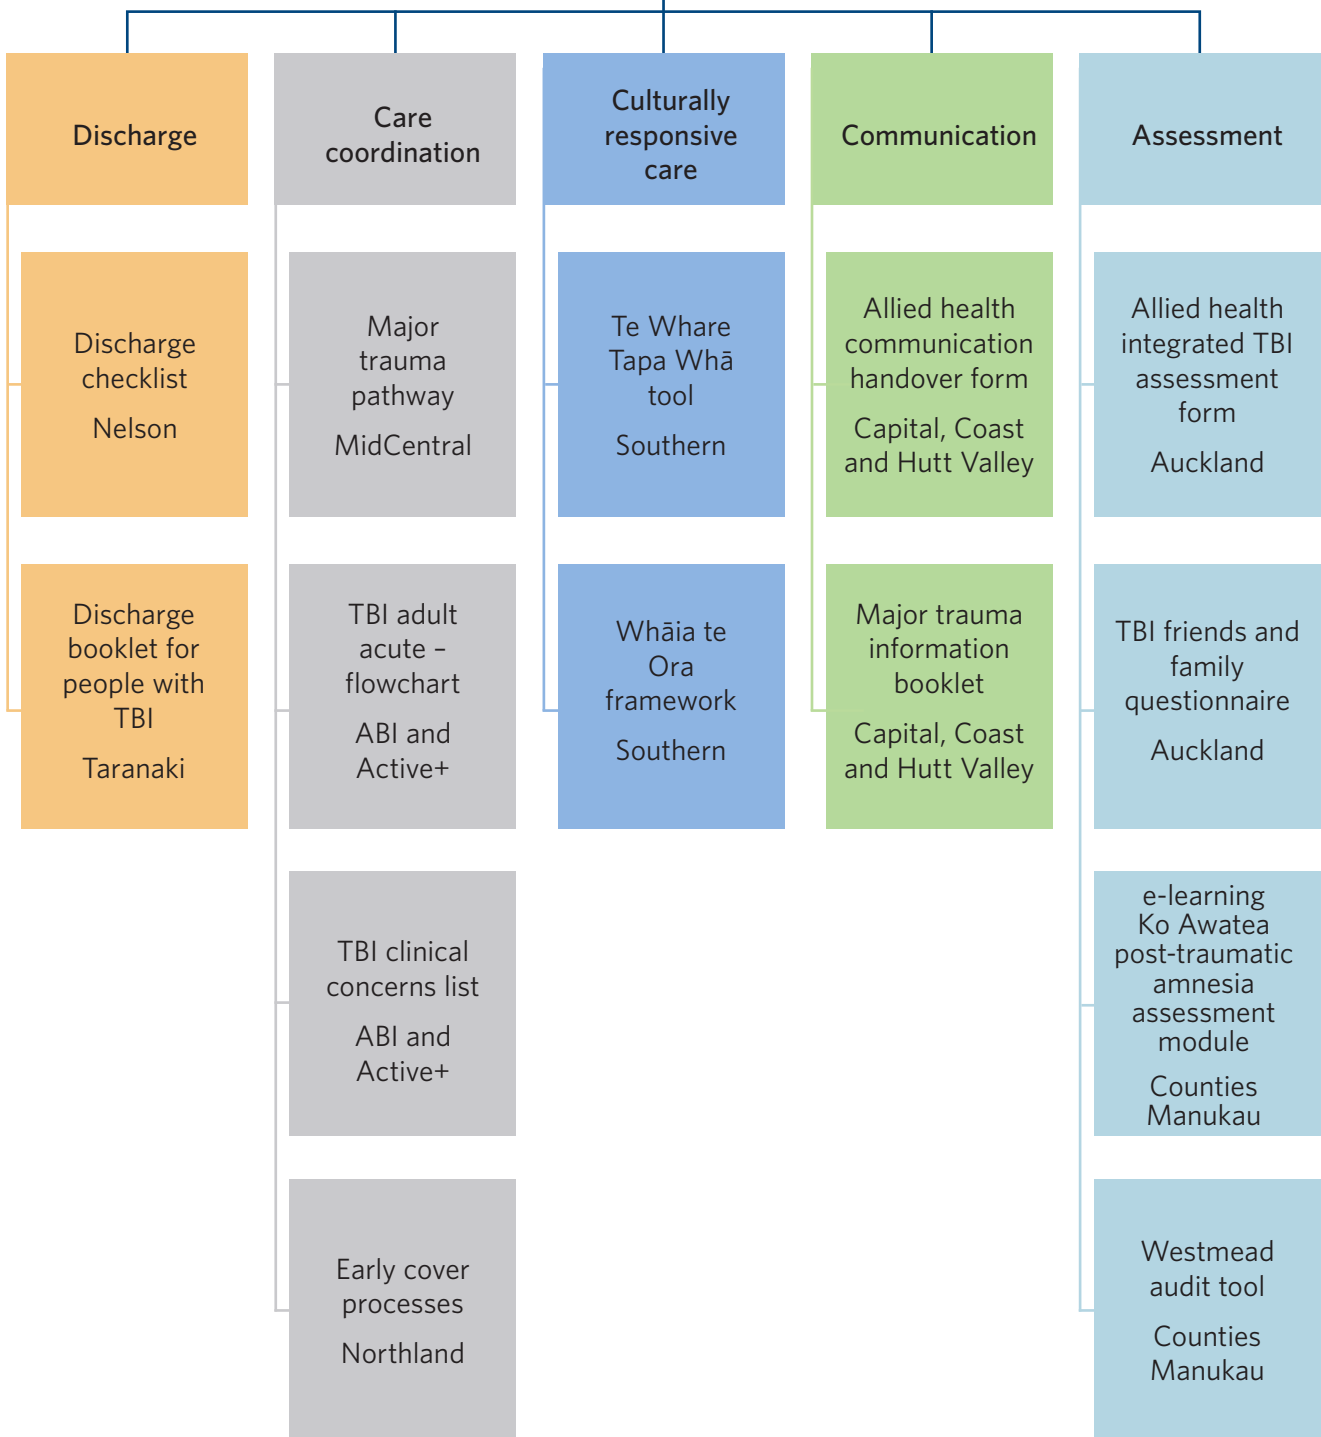 Discharge
Care
coordination
Culturally
responsive
care
Communication
Assessment
Discharge
checklist
Nelson
Major
trauma
pathway
MidCentral
Te Whare
Tapa Whā
tool
Southern
Allied health
communication
handover form
Capital, Coast
and Hutt Valley
Allied health
integrated TBI
assessment
form
Auckland
Discharge
booklet for
people with
TBI
Taranaki
TBI adult
acute –
flowchart
ABI and
Active+
Whāia te
Ora
framework
Southern
Major trauma
information
booklet
Capital, Coast
and Hutt Valley
TBI friends and
family
questionnaire
Auckland
TBI clinical
concerns list
ABI and
Active+
e-learning
Ko Awatea
post-traumatic
amnesia
assessment
module
Counties
Manukau
Early cover
processes
Northland
Westmead
audit tool
Counties
Manukau